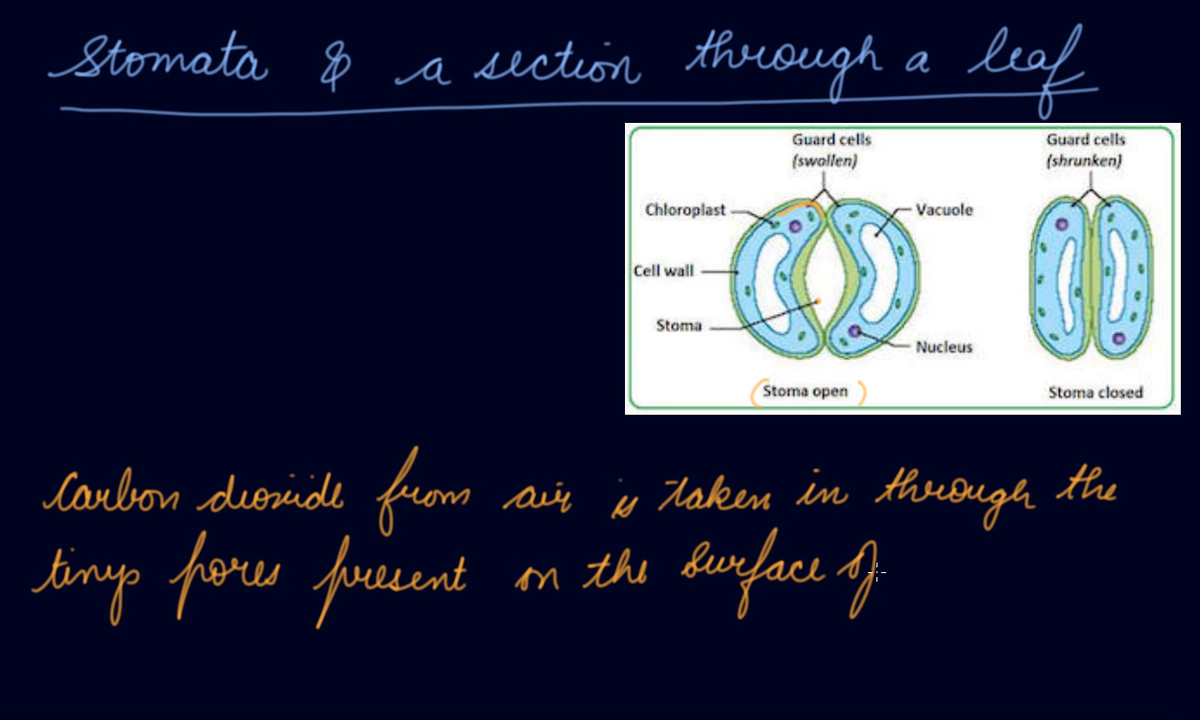 Stomata & a section through a leaf
Guard cells
(swollen)
Guard cells
(shrunken)
Chloroplast
Vacuole
Cell wall
Stoma
Nucleus
Stoma open
Stoma closed
Carbon dioxide from air is taken in through the
tiny pores present on the surface of